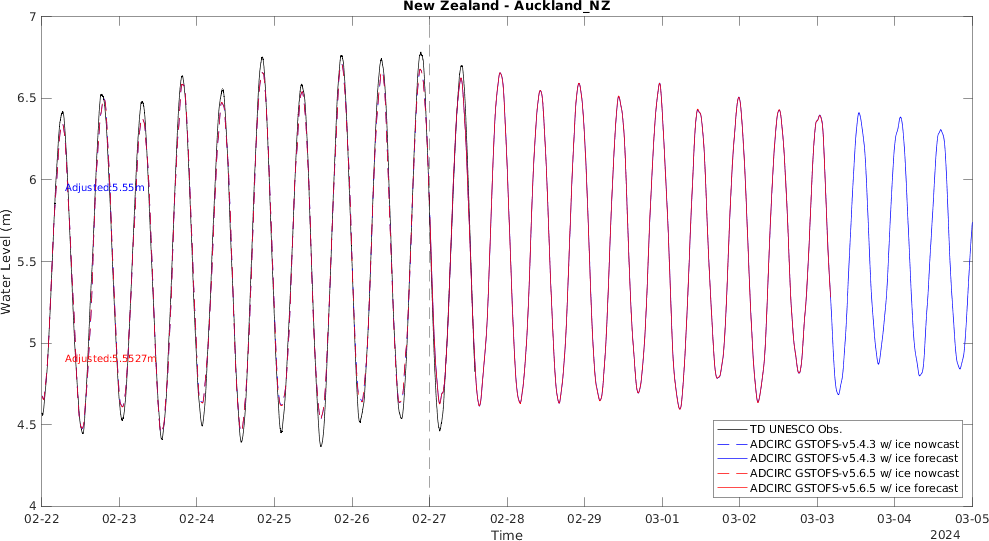 New Zealand - Auckland_NZ
7
6.5
6
5.5
5
4.5
4
Water Level (m)
Adjusted:5.55m
Adjusted:5.5527m
TD UNESCO Obs.
ADCIRC GSTOFS-v5.4.3 w/ ice nowcast
ADCIRC GSTOFS-v5.4.3 w/ ice forecast
ADCIRC GSTOFS-v5.6.5 w/ ice nowcast
ADCIRC GSTOFS-v5.6.5 w/ ice forecast
02-22 02-23 02-24 02-25 02-26 02-27 02-28 02-29 03-01 03-02 03-03 03-04 03-05
Time
2024